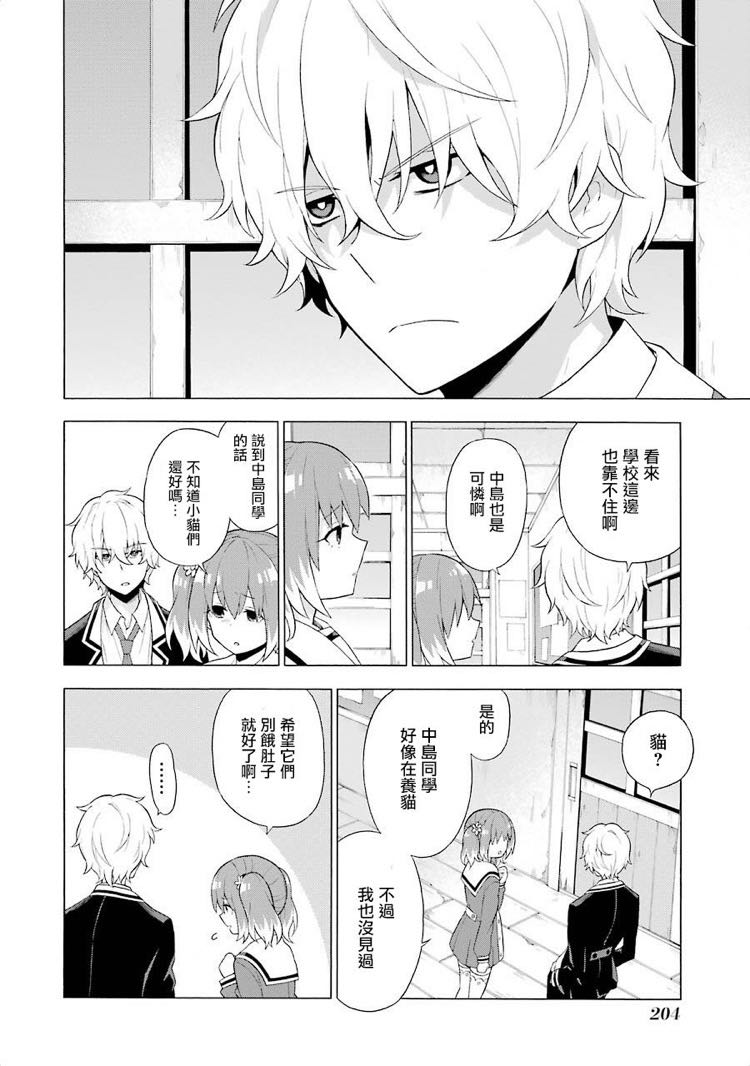 看來
學校這邊
也靠不住啊
中島也是
可憐啊
説到中島同學
的話
不知道小貓們
還好嗎…
貓?
是的
中島同學
好像在養貓
不過
我也沒見過
希望它們
別餓肚子
就好了啊…
……
204